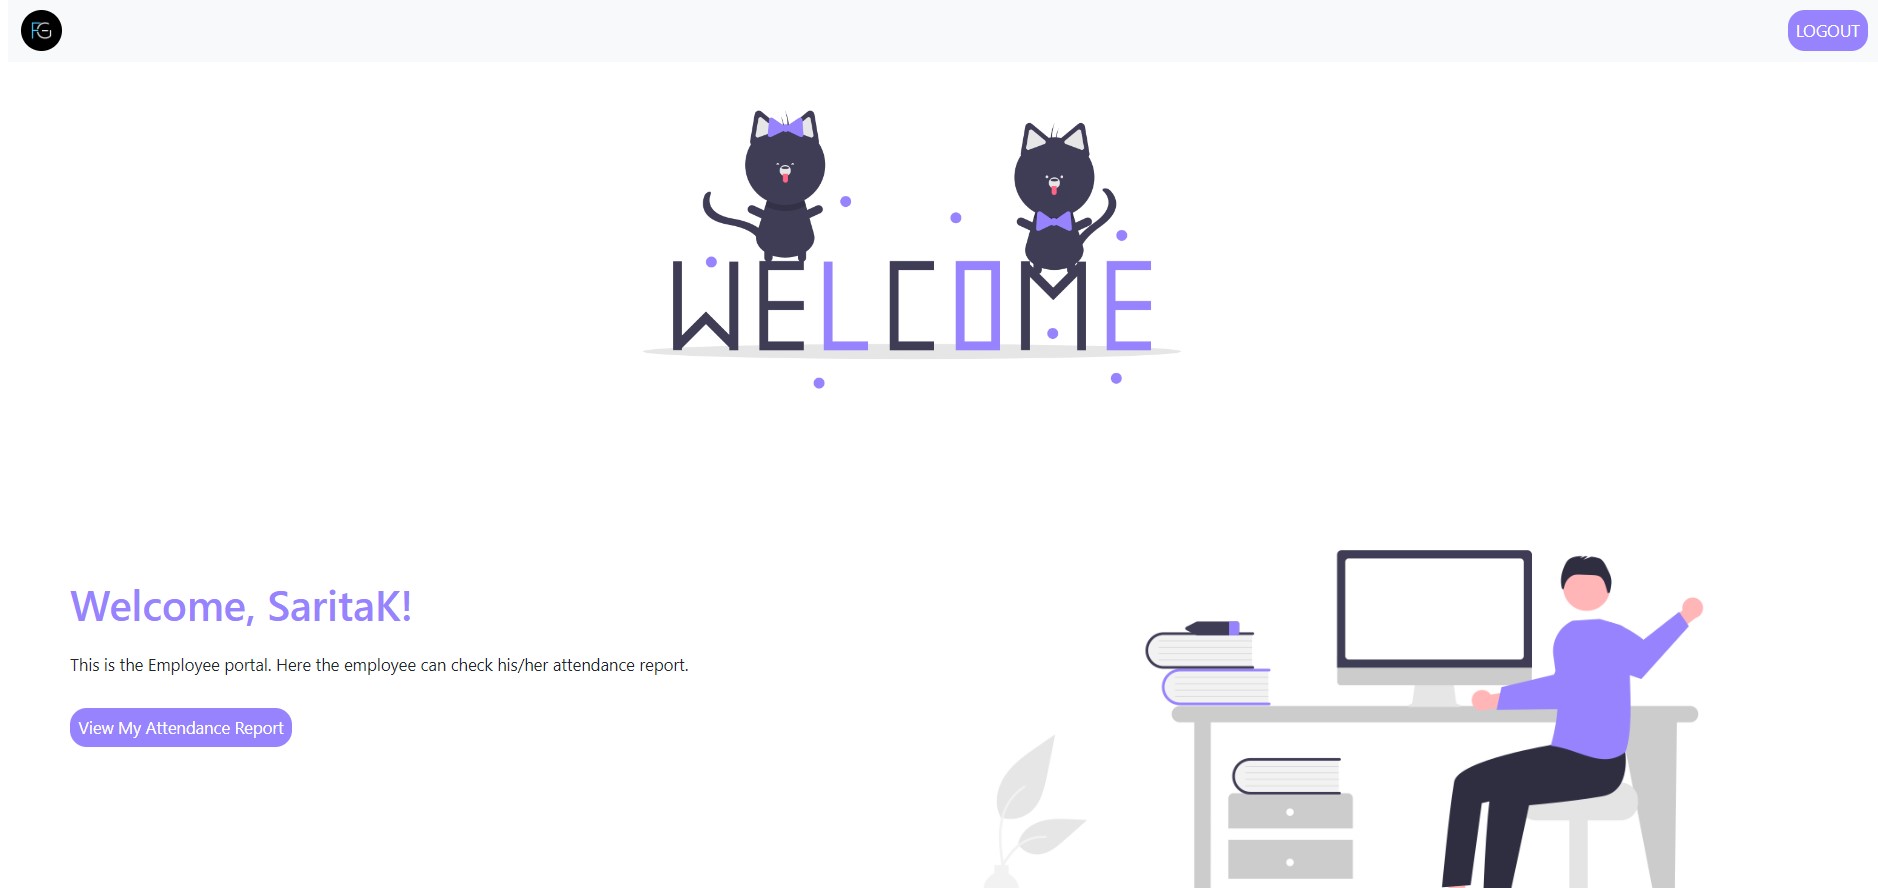 FG
LOGOUT
WELCOME
Welcome, SaritaK!
This is the Employee portal. Here the employee can check his/her attendance report.
View My Attendance Report